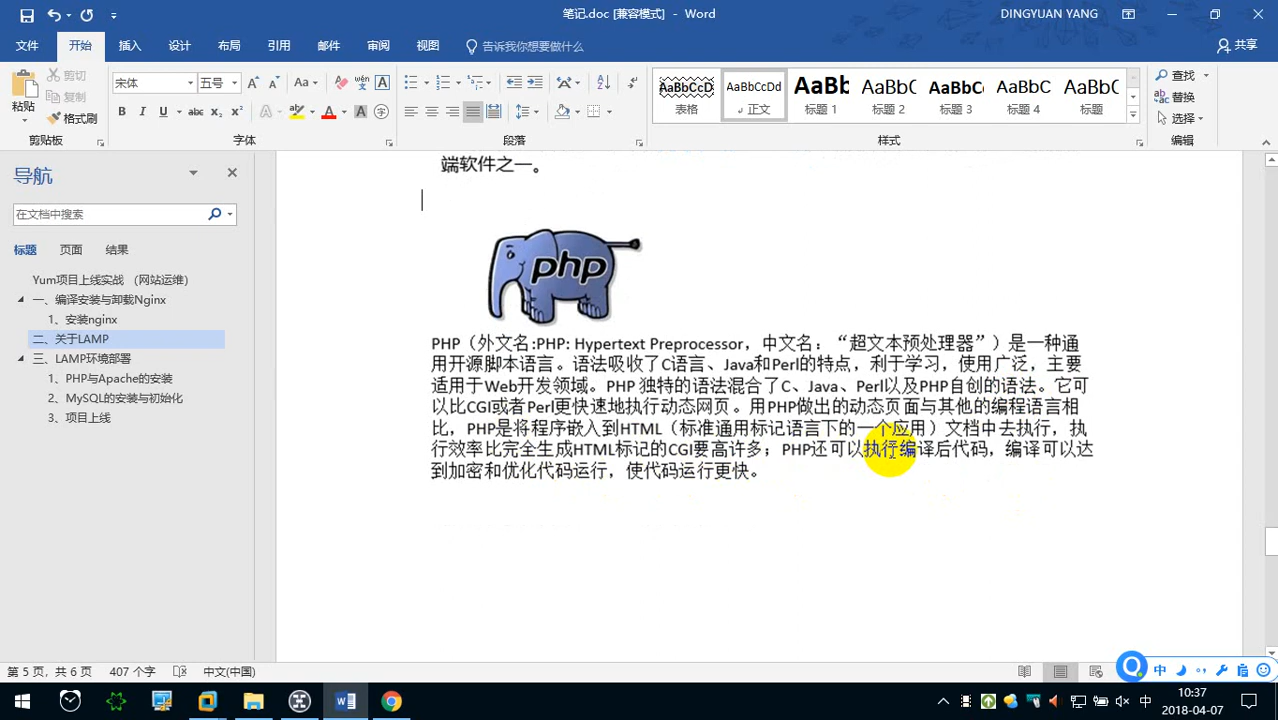 笔记.doc [兼容模式] - Word
DINGYUAN YANG
文件 开始 插入 设计 布局 引用 邮件 审阅 视图 告诉我你想要做什么 共享
粘贴 剪切 复制 格式刷
宋体 五号
AaBbCcDd AaBbCcDd AaBb AaBbC AaBbC AaBbC AaBbC
表格 正文 标题 1 标题 2 标题 3 标题 4 标题
查找 替换 选择
剪贴板 字体 段落 样式 编辑
导航
在文档中搜索
标题 页面 结果
Yum项目上线实战 （网站运维）
一、编译安装与卸载Nginx
1、安装nginx
二、关于LAMP
三、LAMP环境部署
1、PHP与Apache的安装
2、MySQL的安装与初始化
3、项目上线
端软件之一。
php
PHP（外文名:PHP: Hypertext Preprocessor，中文名：“超文本预处理器”）是一种通
用开源脚本语言。语法吸收了C语言、Java和Perl的特点，利于学习，使用广泛，主要
适用于Web开发领域。PHP 独特的语法混合了C、Java、Perl以及PHP自创的语法。它可
以比CGI或者Perl更快速地执行动态网页。用PHP做出的动态页面与其他的编程语言相
比，PHP是将程序嵌入到HTML（标准通用标记语言下的一个应用）文档中去执行，执
行效率比完全生成HTML标记的CGI要高许多；PHP还可以执行编译后代码，编译可以达
到加密和优化代码运行，使代码运行更快。
第 5 页，共 6 页 407 个字 中文(中国)
中
中 10:37
2018-04-07